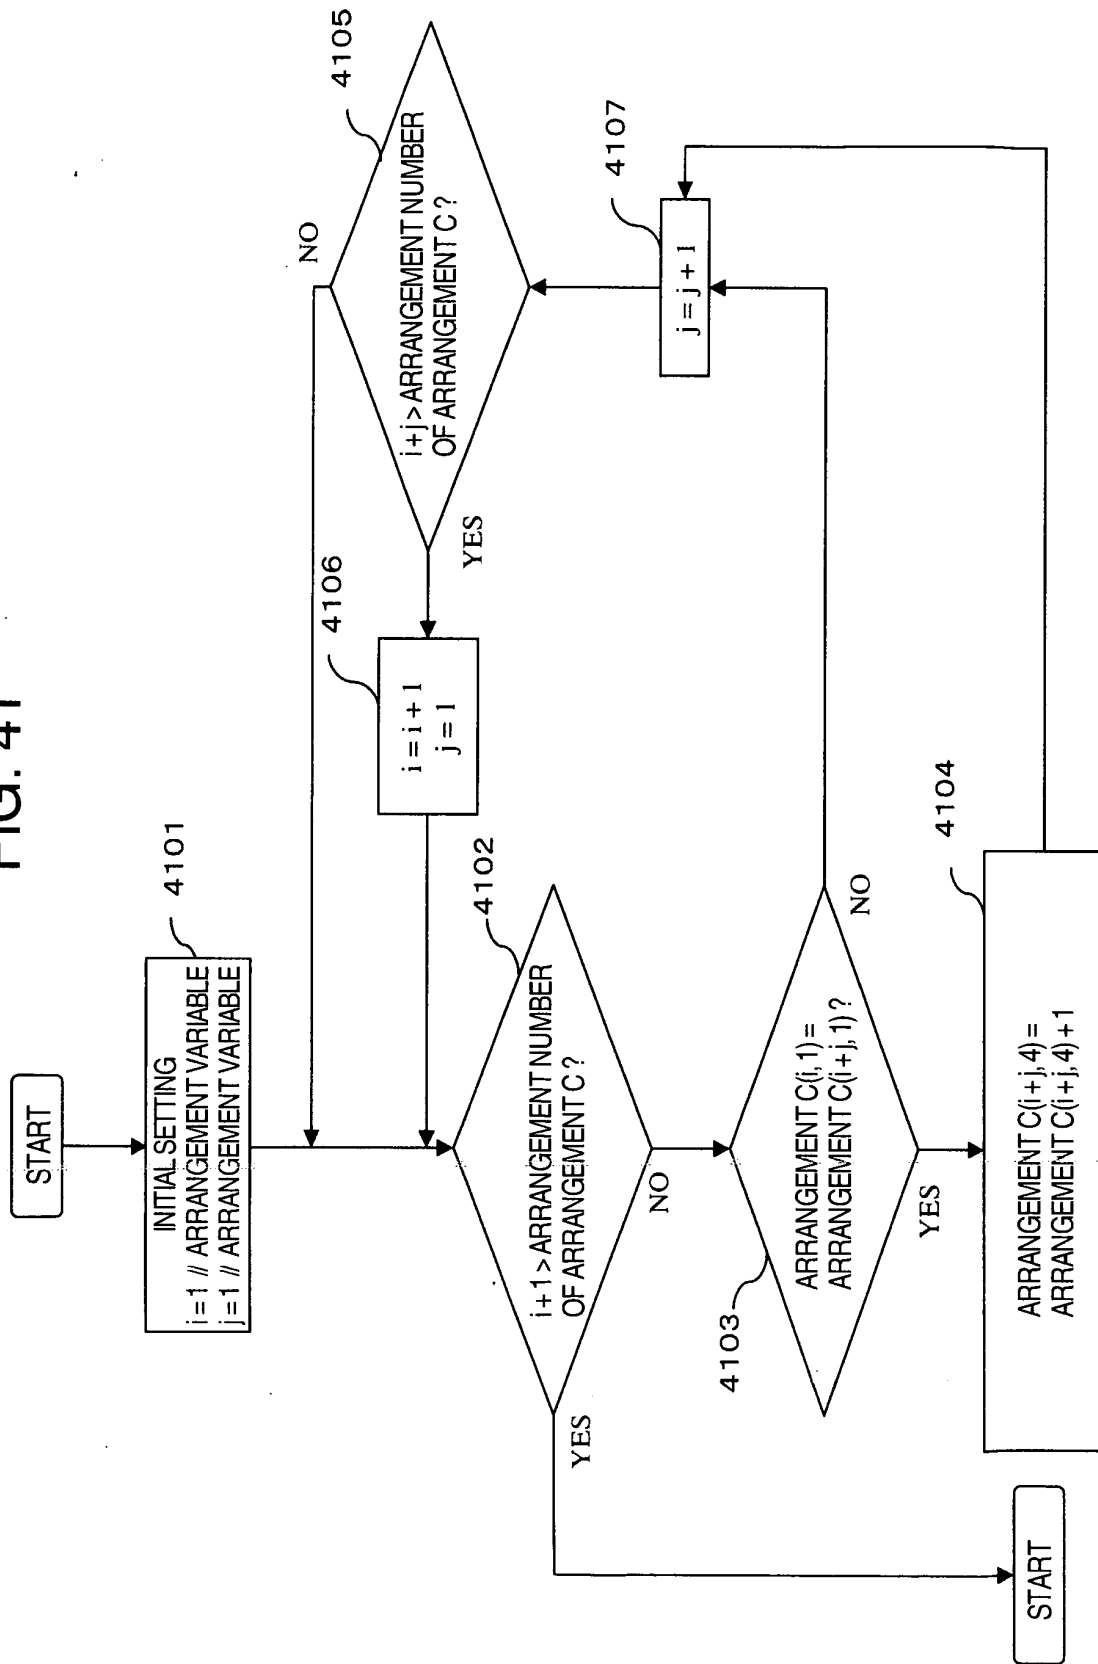 FIG. 41
START
INITIAL SETTING
i=1 // ARRANGEMENT VARIABLE
j=1 // ARRANGEMENT VARIABLE
4101
i+1 > ARRANGEMENT NUMBER
OF ARRANGEMENT C ?
4102
YES
NO
ARRANGEMENT C(i, 1) =
ARRANGEMENT C(i+j, 1) ?
4103
NO
YES
ARRANGEMENT C(i+j, 4) =
ARRANGEMENT C(i+j, 4) +1
4104
START
i = i + 1
j = 1
4106
i+j > ARRANGEMENT NUMBER
OF ARRANGEMENT C ?
4105
NO
YES
j = j + 1
4107